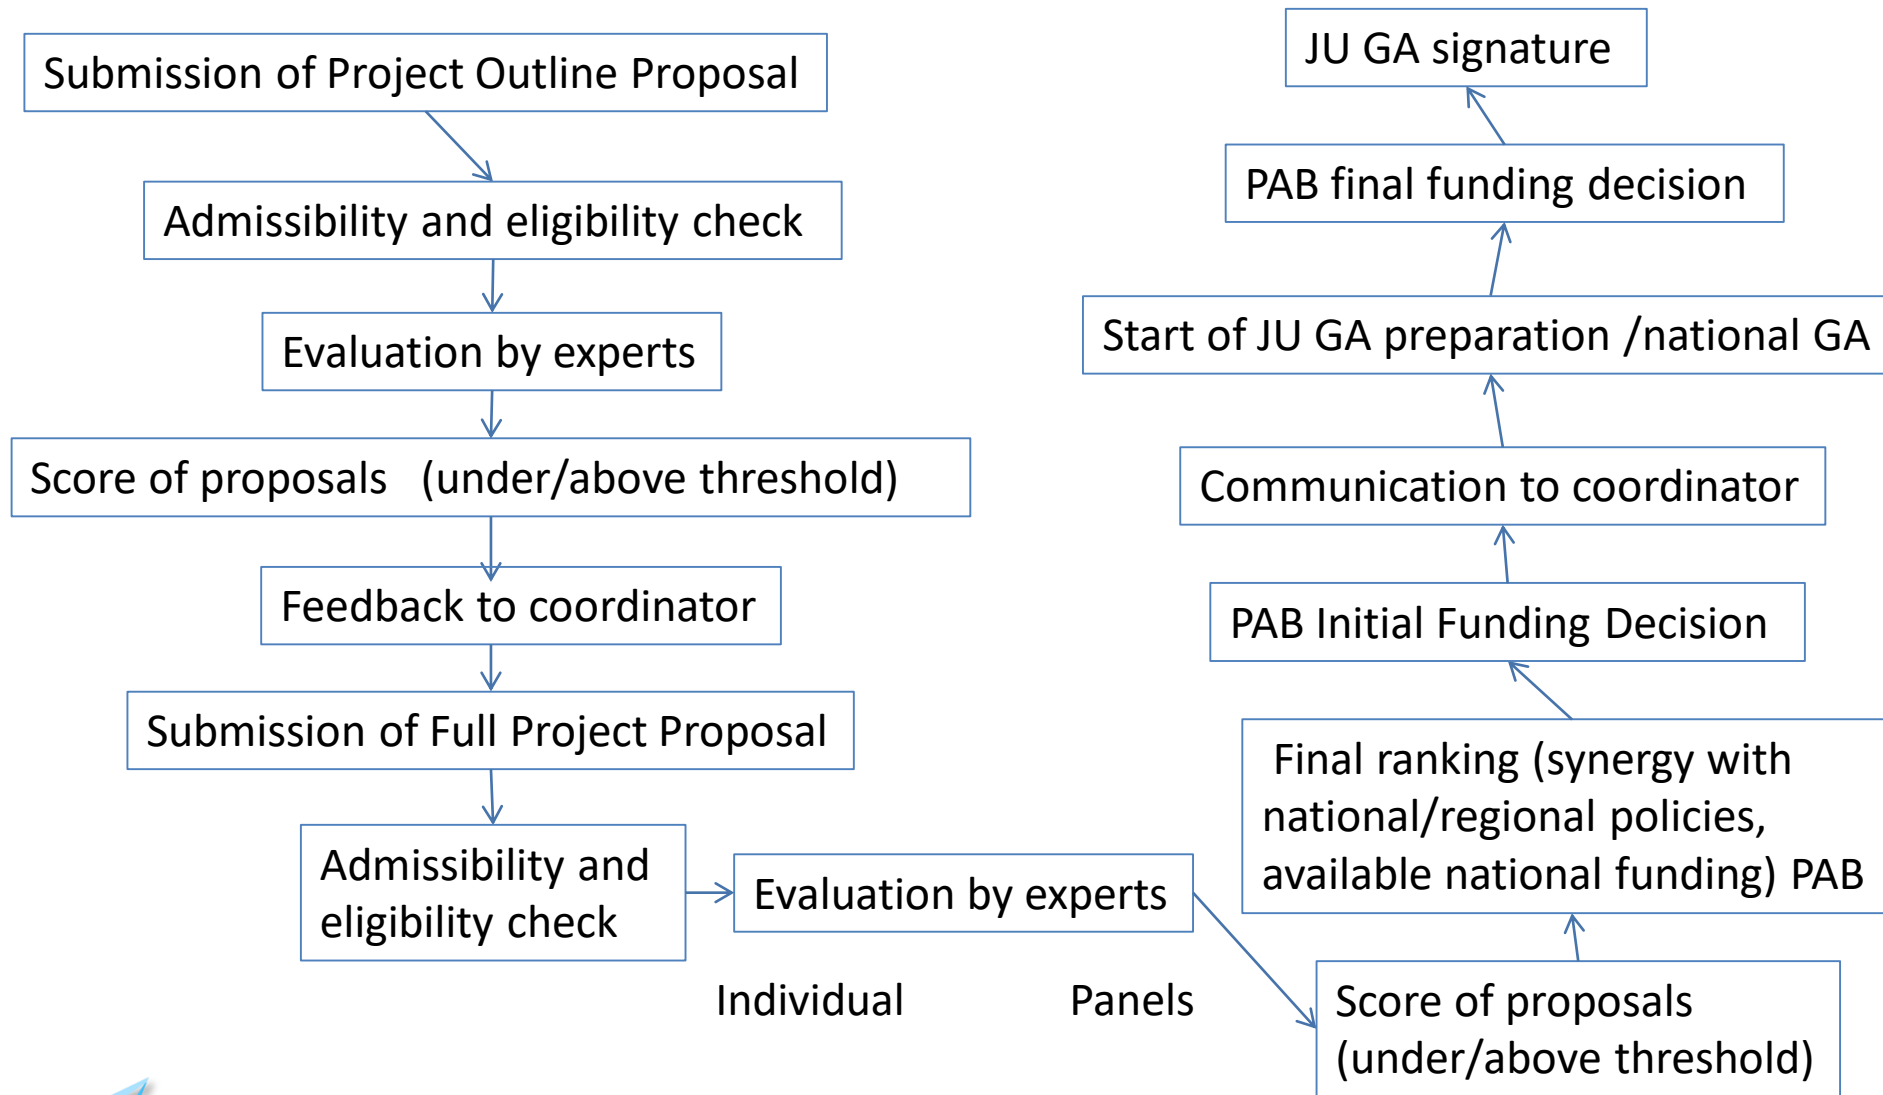 Submission of Project Outline Proposal
Admissibility and eligibility check
Evaluation by experts
Score of proposals (under/above threshold)
Feedback to coordinator
Submission of Full Project Proposal
Admissibility and
eligibility check
Evaluation by experts
Individual Panels
Score of proposals
(under/above threshold)
Final ranking (synergy with
national/regional policies,
available national funding) PAB
PAB Initial Funding Decision
Communication to coordinator
Start of JU GA preparation /national GA
PAB final funding decision
JU GA signature